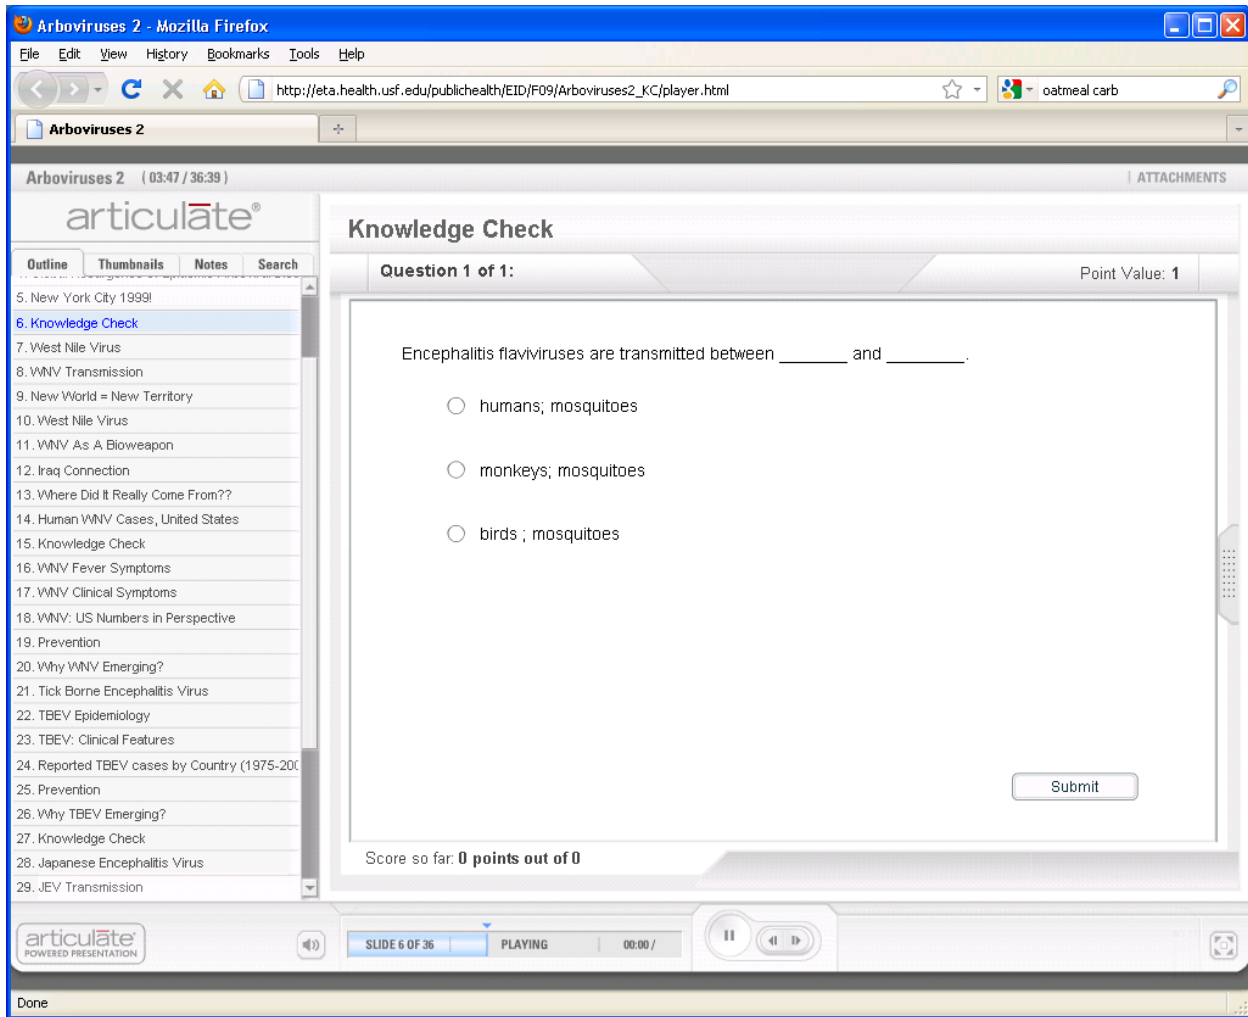 Arboviruses 2 - Mozilla Firefox
File Edit View History Bookmarks Tools Help
http://eta.health.usf.edu/publichealth/EID/F09/Arboviruses2_KC/player.html
oatmeal carb
Arboviruses 2
Arboviruses 2 ( 03:47 / 36:39 )
ATTACHMENTS
articulate®
Knowledge Check
Outline Thumbnails Notes Search
Question 1 of 1:
Point Value: 1
5. New York City 1999!
6. Knowledge Check
7. West Nile Virus
8. WNV Transmission
9. New World = New Territory
10. West Nile Virus
11. WNV As A Bioweapon
12. Iraq Connection
13. Where Did It Really Come From??
14. Human WNV Cases, United States
15. Knowledge Check
16. WNV Fever Symptoms
17. WNV Clinical Symptoms
18. WNV: US Numbers in Perspective
19. Prevention
20. Why WNV Emerging?
21. Tick Borne Encephalitis Virus
22. TBEV Epidemiology
23. TBEV: Clinical Features
24. Reported TBEV cases by Country (1975-200
25. Prevention
26. Why TBEV Emerging?
27. Knowledge Check
28. Japanese Encephalitis Virus
29. JEV Transmission
Encephalitis flaviviruses are transmitted between _______ and ________.
humans; mosquitoes
monkeys; mosquitoes
birds ; mosquitoes
Submit
Score so far: 0 points out of 0
articulate
POWERED PRESENTATION
SLIDE 6 OF 36 PLAYING 00:00 /
Done